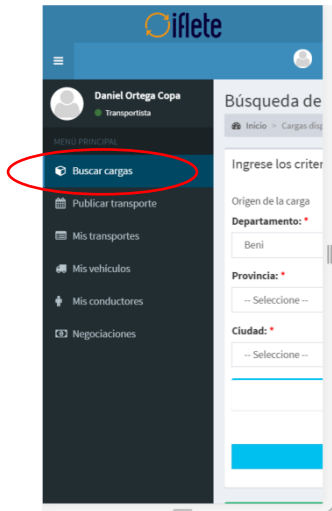 iflete
Daniel Ortega Copa
Transportista
MENÚ PRINCIPAL
Buscar cargas
Publicar transporte
Mis transportes
Mis vehículos
Mis conductores
Negociaciones
Búsqueda de
Inicio > Cargas disp
Ingrese los criter
Origen de la carga
Departamento: *
Beni
Provincia: *
-- Seleccione --
Ciudad: *
-- Seleccione --